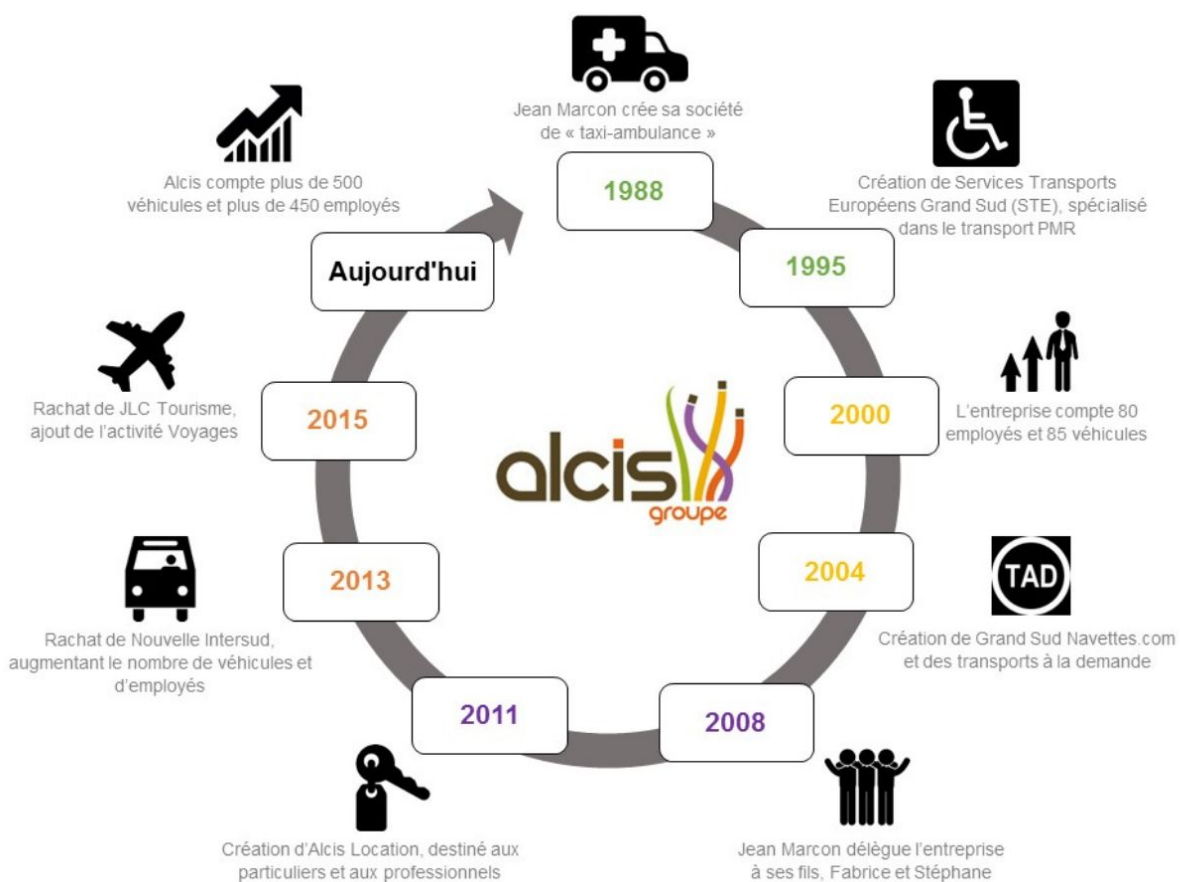 Jean Marcon crée sa société
de « taxi-ambulance »
1988
Création de Services Transports
Européens Grand Sud (STE), spécialisé
dans le transport PMR
1995
L'entreprise compte 80
employés et 85 véhicules
2000
TAD
Création de Grand Sud Navettes.com
et des transports à la demande
2004
Jean Marcon délègue l'entreprise
à ses fils, Fabrice et Stéphane
2008
Création d'Alcis Location, destiné aux
particuliers et aux professionnels
2011
Rachat de Nouvelle Intersud,
augmentant le nombre de véhicules et
d'employés
2013
Rachat de JLC Tourisme,
ajout de l'activité Voyages
2015
Alcis compte plus de 500
véhicules et plus de 450 employés
Aujourd'hui
alcis
groupe